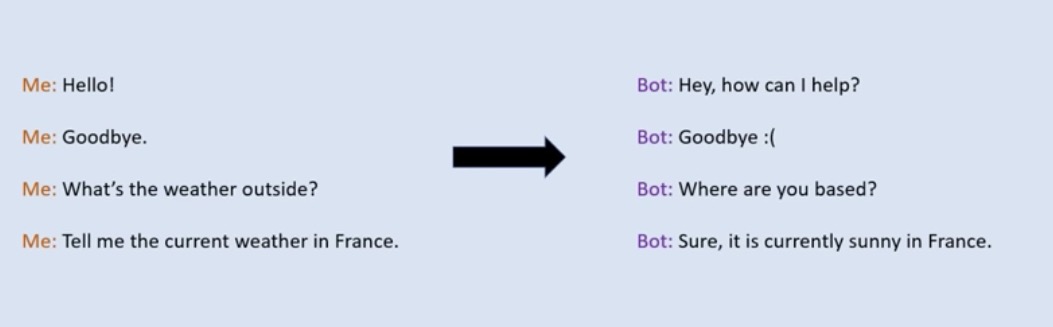 Me: Hello!
Me: Goodbye.
Me: What’s the weather outside?
Me: Tell me the current weather in France.
Bot: Hey, how can I help?
Bot: Goodbye :(
Bot: Where are you based?
Bot: Sure, it is currently sunny in France.